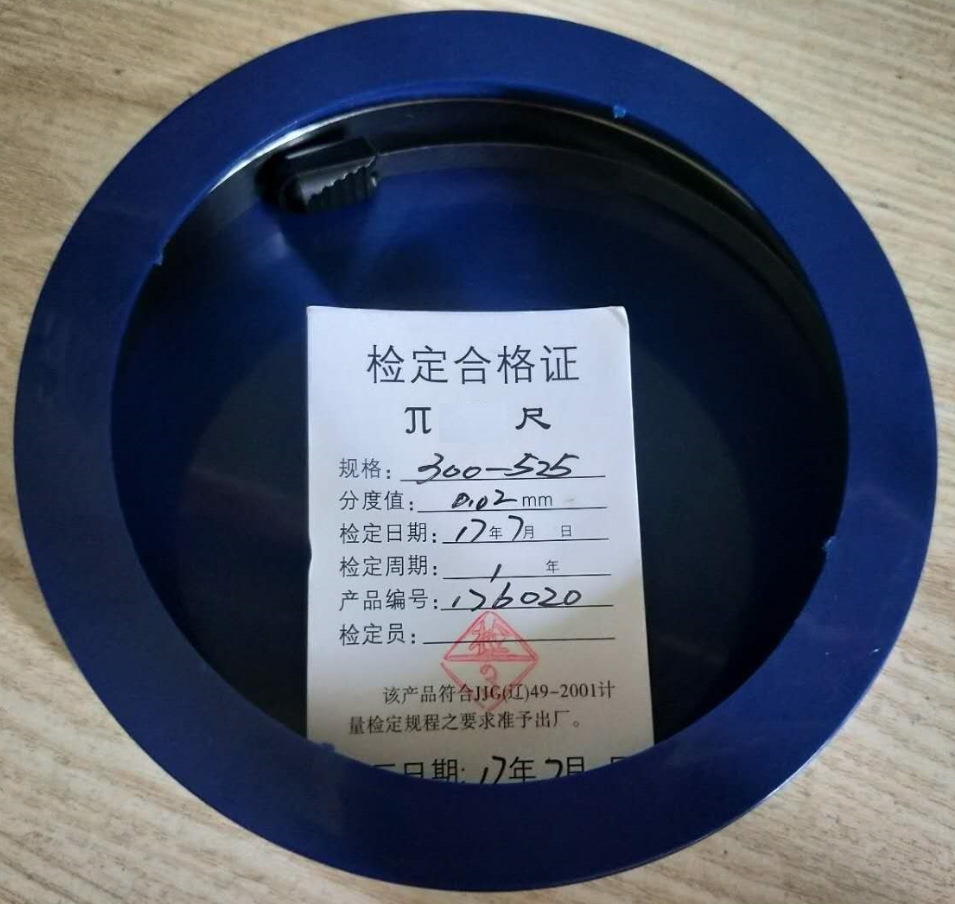 检定合格证
π 尺
规格：300-525
分度值：0.02mm
检定日期：17年7月 日
检定周期：1 年
产品编号：176020
检定员：
检
该产品符合JJG(辽)49-2001计
量检定规程之要求准予出厂。
日期：17年7月